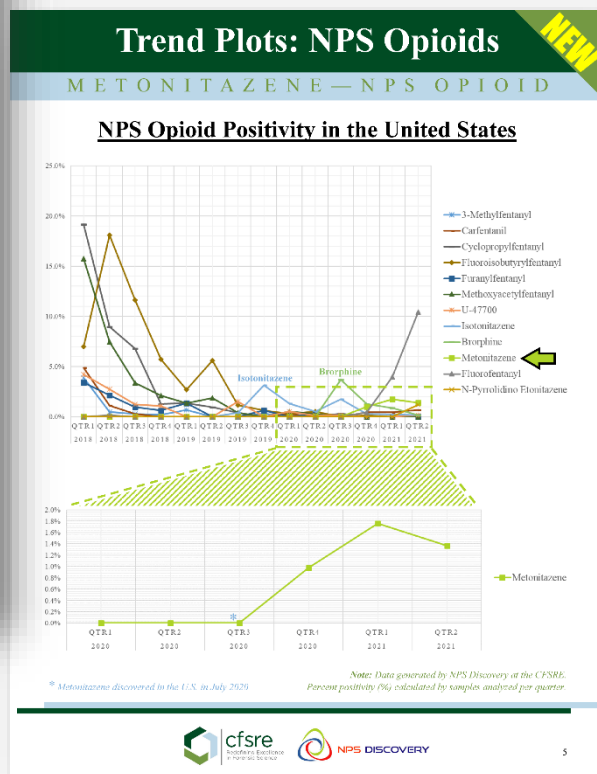 Trend Plots: NPS Opioids
NEW
METONITAZENE—NPS OPIOID
NPS Opioid Positivity in the United States
25.0%
20.0%
15.0%
10.0%
5.0%
0.0%
3-Methylfentanyl
Carfentanil
Cyclopropylfentanyl
Fluoroisobutyrylfentanyl
Furanylfentanyl
Methoxyacetylfentanyl
U-47700
Isotonitazene
Brorphine
Metonitazene
Fluorofentanyl
N-Pyrrolidino Etonitazene
Isotonitazene
Brorphine
QTR1 QTR2 QTR3 QTR4 QTR1 QTR2 QTR3 QTR4 QTR1 QTR2 QTR3 QTR4 QTR1 QTR2
2018 2018 2018 2018 2019 2019 2019 2019 2020 2020 2020 2020 2021 2021
2.0%
1.8%
1.6%
1.4%
1.2%
1.0%
0.8%
0.6%
0.4%
0.2%
0.0%
*
Metonitazene
QTR1 QTR2 QTR3 QTR4 QTR1 QTR2
2020 2020 2020 2020 2021 2021
* Metonitazene discovered in the U.S. in July 2020
Note: Data generated by NPS Discovery at the CFSRE.
Percent positivity (%) calculated by samples analyzed per quarter.
cfsre
Redefining Excellence
in Forensic Science
NPS DISCOVERY
5